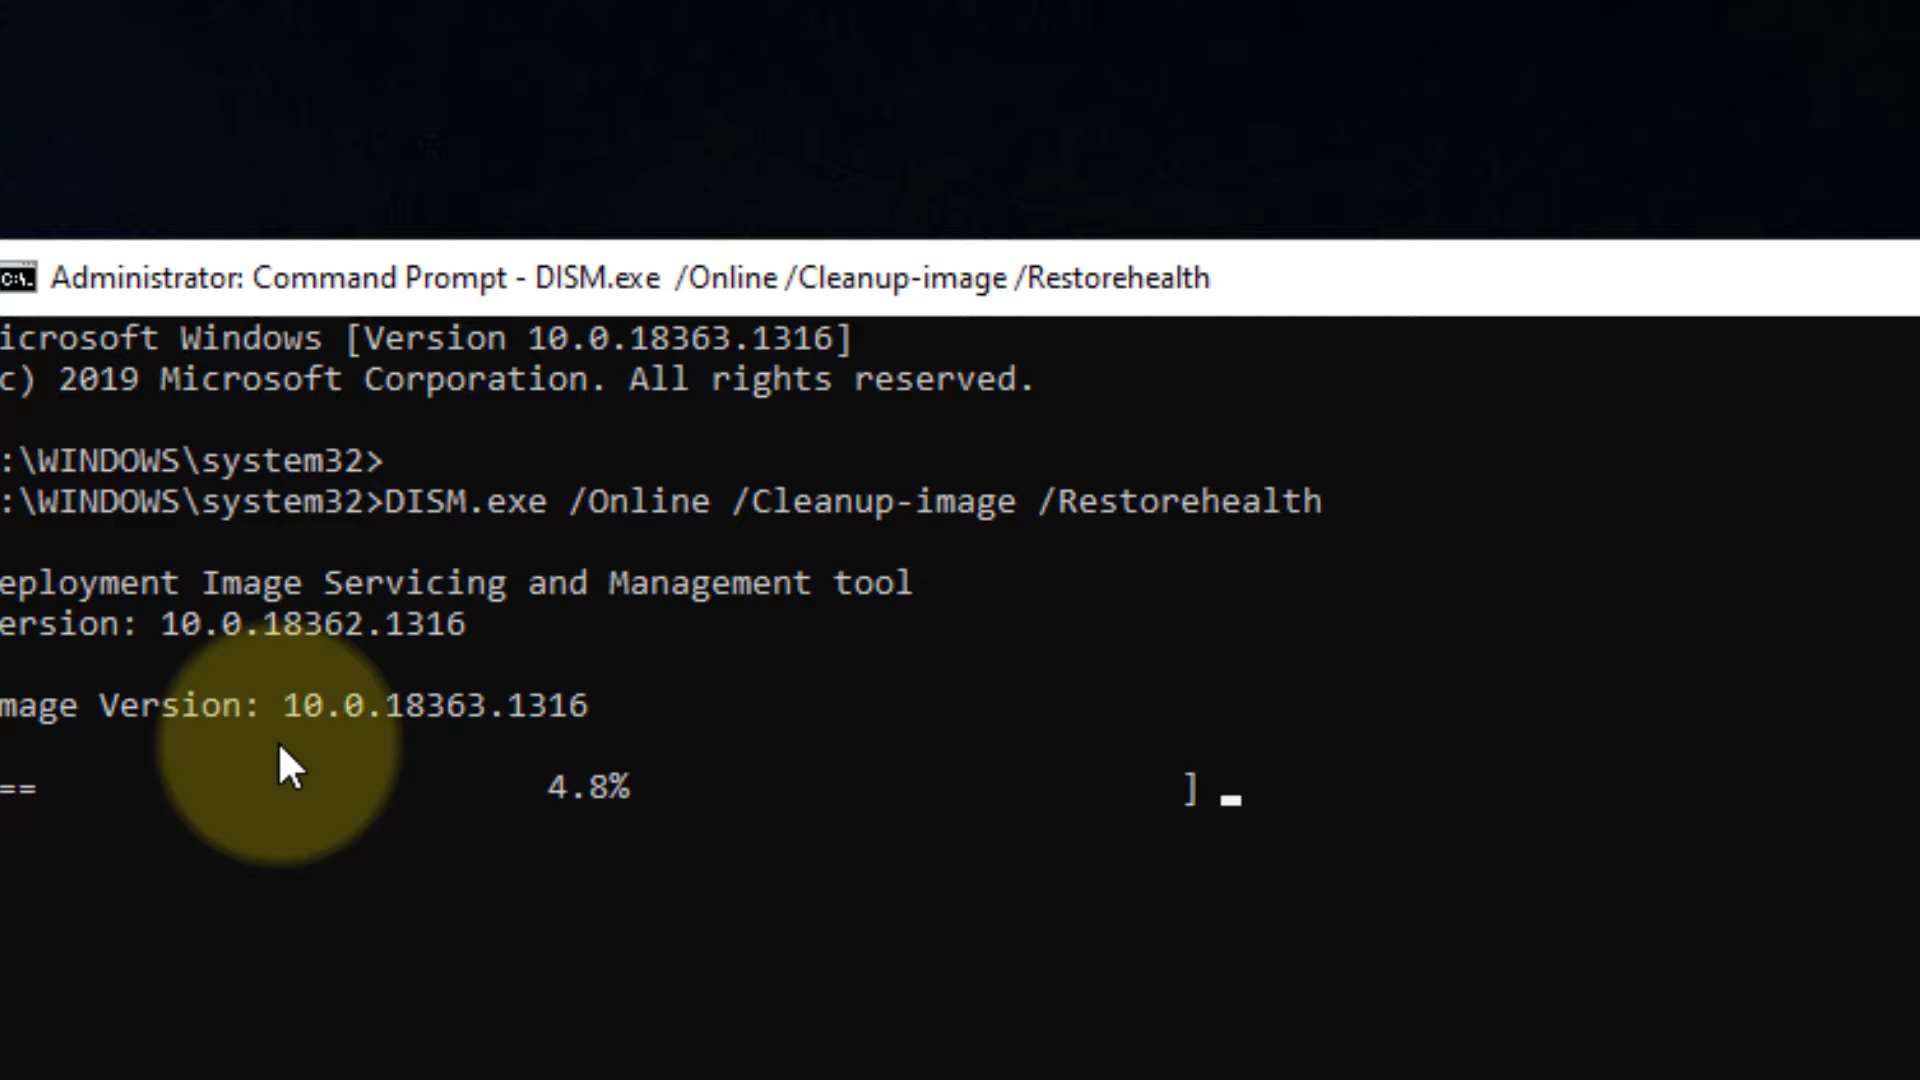 Administrator: Command Prompt - DISM.exe /Online /Cleanup-image /Restorehealth
icrosoft Windows [Version 10.0.18363.1316]
c) 2019 Microsoft Corporation. All rights reserved.
:\WINDOWS\system32>
:\WINDOWS\system32>DISM.exe /Online /Cleanup-image /Restorehealth
eployment Image Servicing and Management tool
ersion: 10.0.18362.1316
mage Version: 10.0.18363.1316
== 4.8% ]